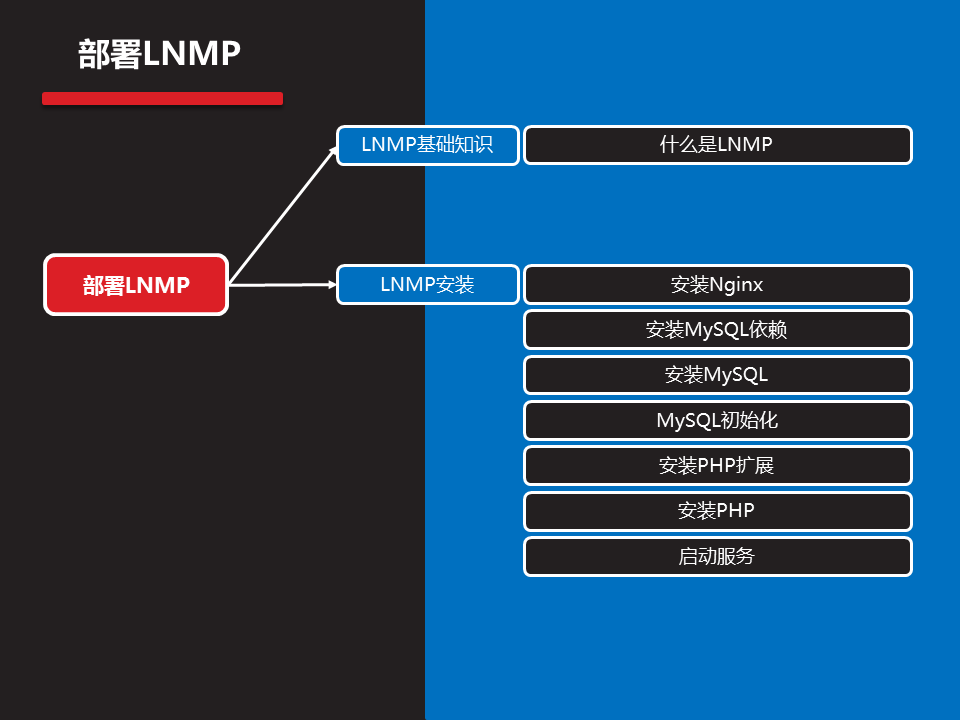 部署LNMP
LNMP基础知识
什么是LNMP
部署LNMP
LNMP安装
安装Nginx
安装MySQL依赖
安装MySQL
MySQL初始化
安装PHP扩展
安装PHP
启动服务